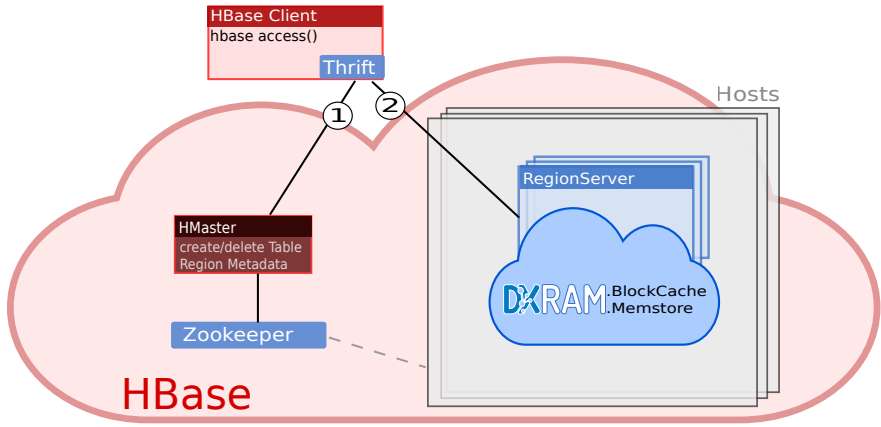 HBase Client
hbase access()
Thrift
1
2
Hosts
RegionServer
HMaster
create/delete Table
Region Metadata
DXRAM
.BlockCache
.Memstore
Zookeeper
HBase